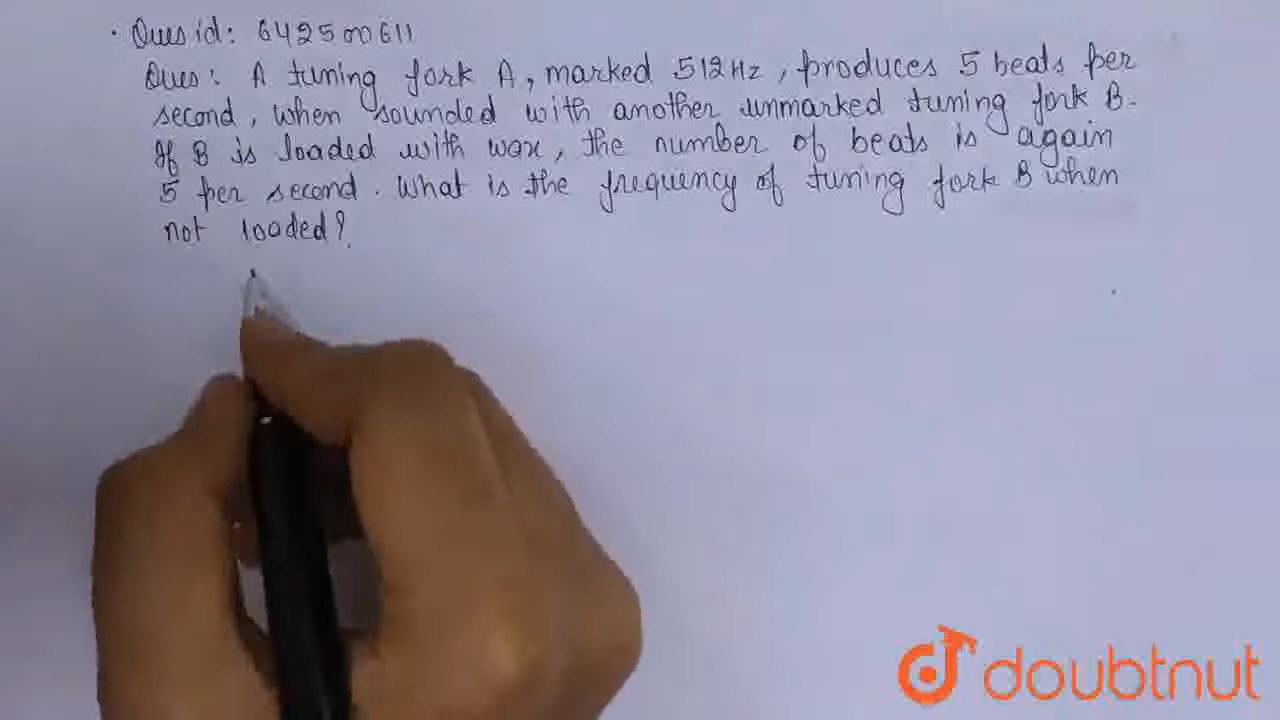 · Ques id: 642500611
Ques: A tuning fork A, marked 512Hz, produces 5 beats per
second, when sounded with another unmarked tuning fork B.
If B is loaded with wax, the number of beats is again
5 per second. What is the frequency of tuning fork B when
not loaded?
doubtnut